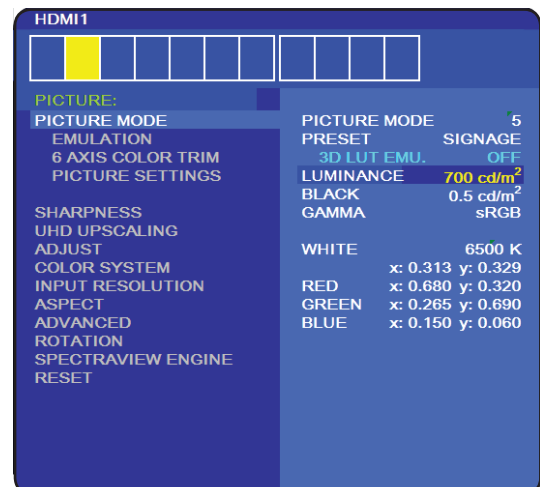 HDMI1
PICTURE:
PICTURE MODE
EMULATION
6 AXIS COLOR TRIM
PICTURE SETTINGS
SHARPNESS
UHD UPSCALING
ADJUST
COLOR SYSTEM
INPUT RESOLUTION
ASPECT
ADVANCED
ROTATION
SPECTRAVIEW ENGINE
RESET
PICTURE MODE 5
PRESET SIGNAGE
3D LUT EMU. OFF
LUMINANCE 700 cd/m²
BLACK 0.5 cd/m²
GAMMA sRGB
WHITE 6500 K
x: 0.313 y: 0.329
RED x: 0.680 y: 0.320
GREEN x: 0.265 y: 0.690
BLUE x: 0.150 y: 0.060